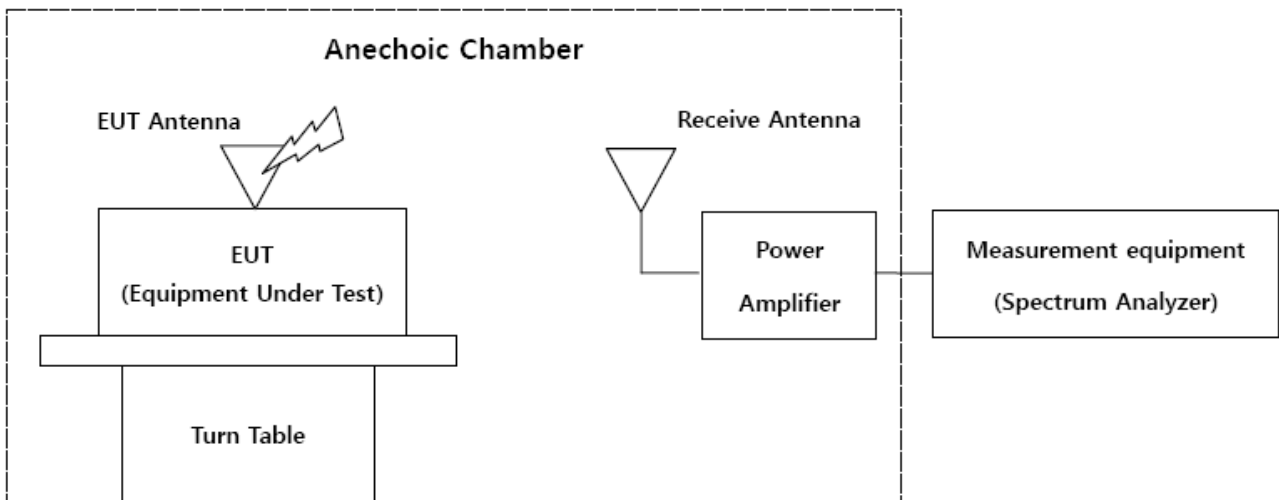 Anechoic Chamber
EUT Antenna
Receive Antenna
EUT
(Equipment Under Test)
Power
Amplifier
Measurement equipment
(Spectrum Analyzer)
Turn Table